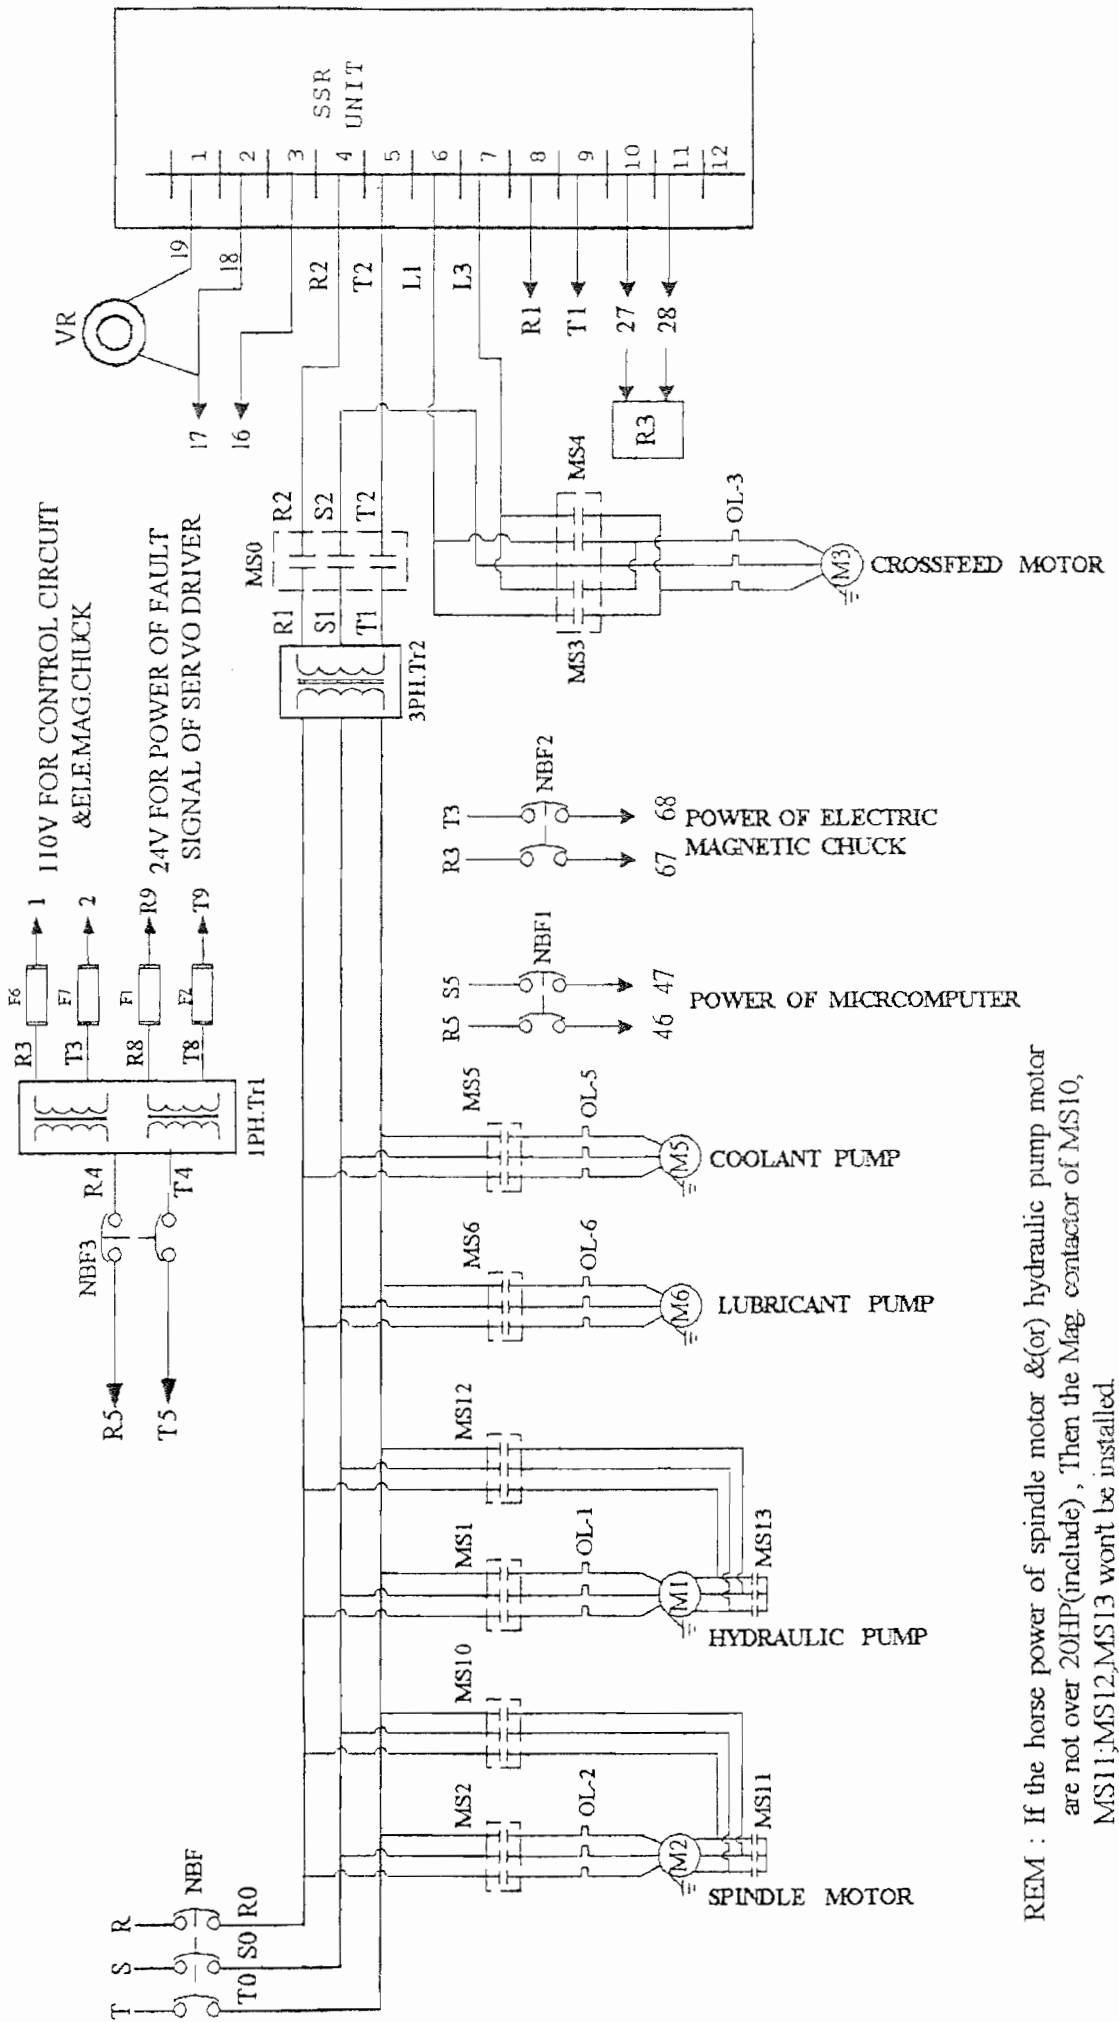 T S R
NBF
T0 S0 R0
MS2
OL-2
M2
MS11
SPINDLE MOTOR
MS10
MS1
OL-1
M1
MS13
HYDRAULIC PUMP
MS12
MS6
OL-6
M6
LUBRICANT PUMP
MS5
OL-5
M5
COOLANT PUMP
R5
T5
NBF3
R4
T4
1PH.Tr1
R3
T3
R8
T8
F6
F7
F1
F2
1
2
R9
T9
110V FOR CONTROL CIRCUIT
&ELE.MAG.CHUCK
24V FOR POWER OF FAULT
SIGNAL OF SERVO DRIVER
R5 S5
NBF1
46 47
POWER OF MICRCOMPUTER
R3 T3
NBF2
67 68
POWER OF ELECTRIC
MAGNETIC CHUCK
3PH.Tr2
R1
S1
T1
MS0
R2
S2
T2
MS3
MS4
OL-3
M3
CROSSFEED MOTOR
VR
17
16
19
18
R2
T2
L1
L3
R1
T1
27
28
R3
1
2
3
4
5
6
7
8
9
10
11
12
SSR
UNIT
REM : If the horse power of spindle motor &(or) hydraulic pump motor
are not over 20HP(include) , Then the Mag. contactor of MS10,
MS11;MS12,MS13 won't be installed.